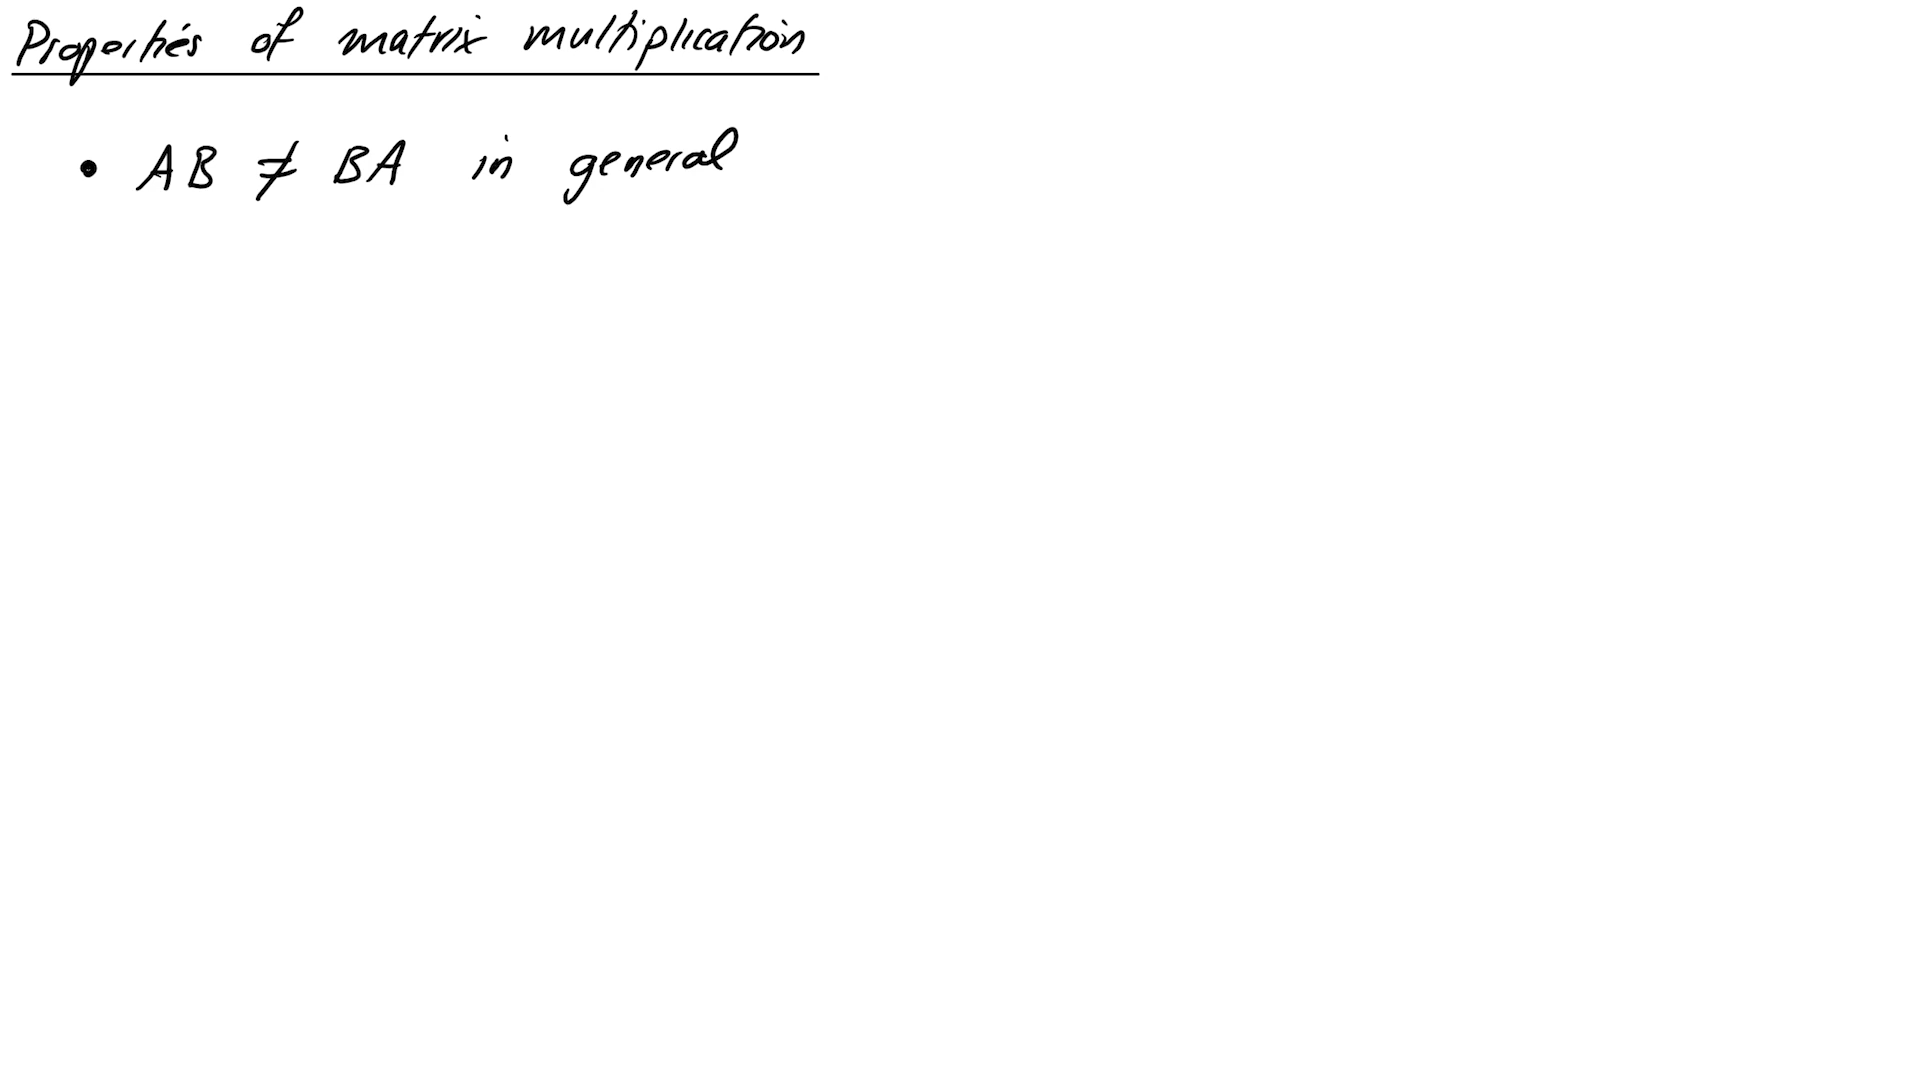 Properties of matrix multiplication
• AB ≠ BA in general